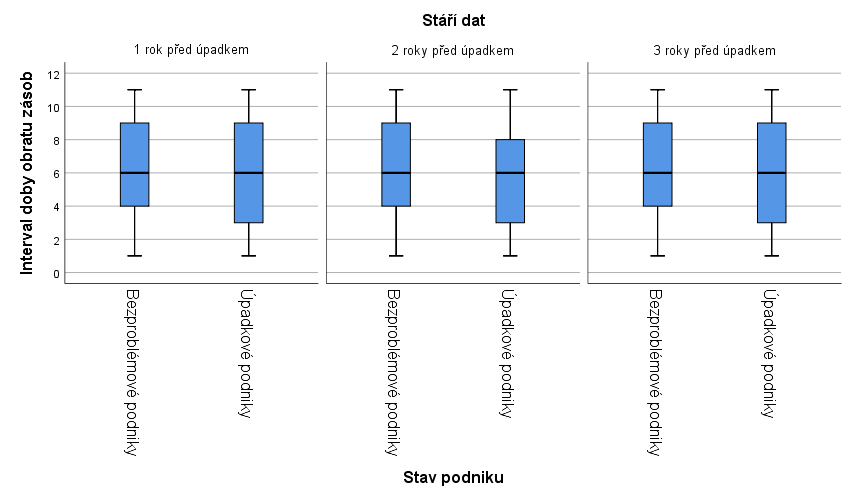 Stáří dat
1 rok před úpadkem
2 roky před úpadkem
3 roky před úpadkem
Interval doby obratu zásob
12
10
8
6
4
2
0
Bezproblémové podniky
Úpadkové podniky
Bezproblémové podniky
Úpadkové podniky
Bezproblémové podniky
Úpadkové podniky
Stav podniku